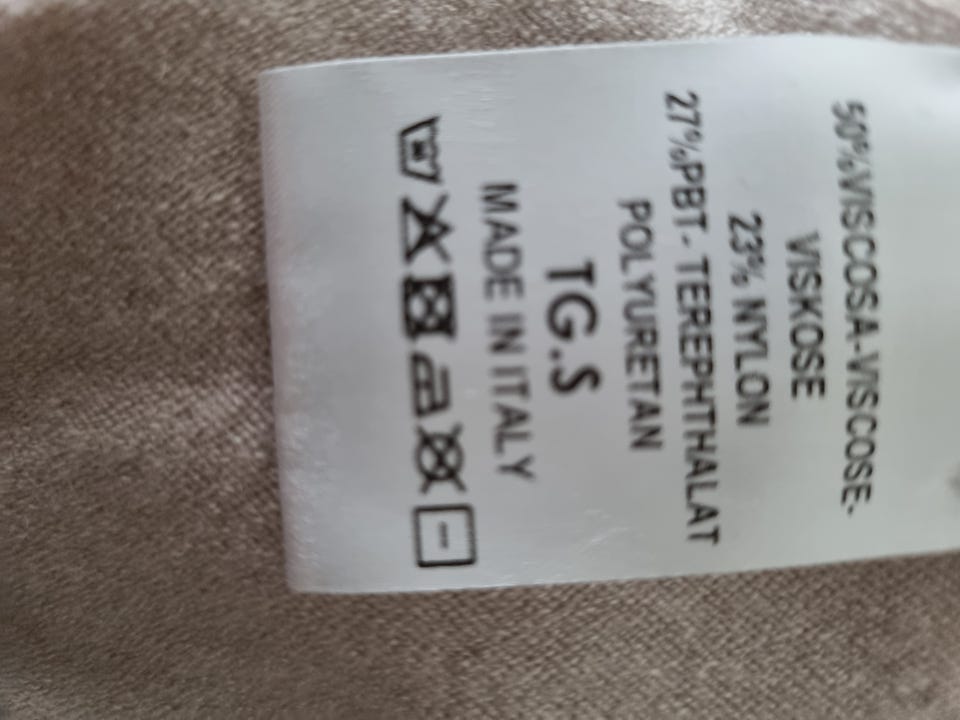 50%VISCOSA-VISCOSE-
VISKOSE
23% NYLON
27%PBT- TEREPHTHALAT
POLYURETAN
TG.S
MADE IN ITALY